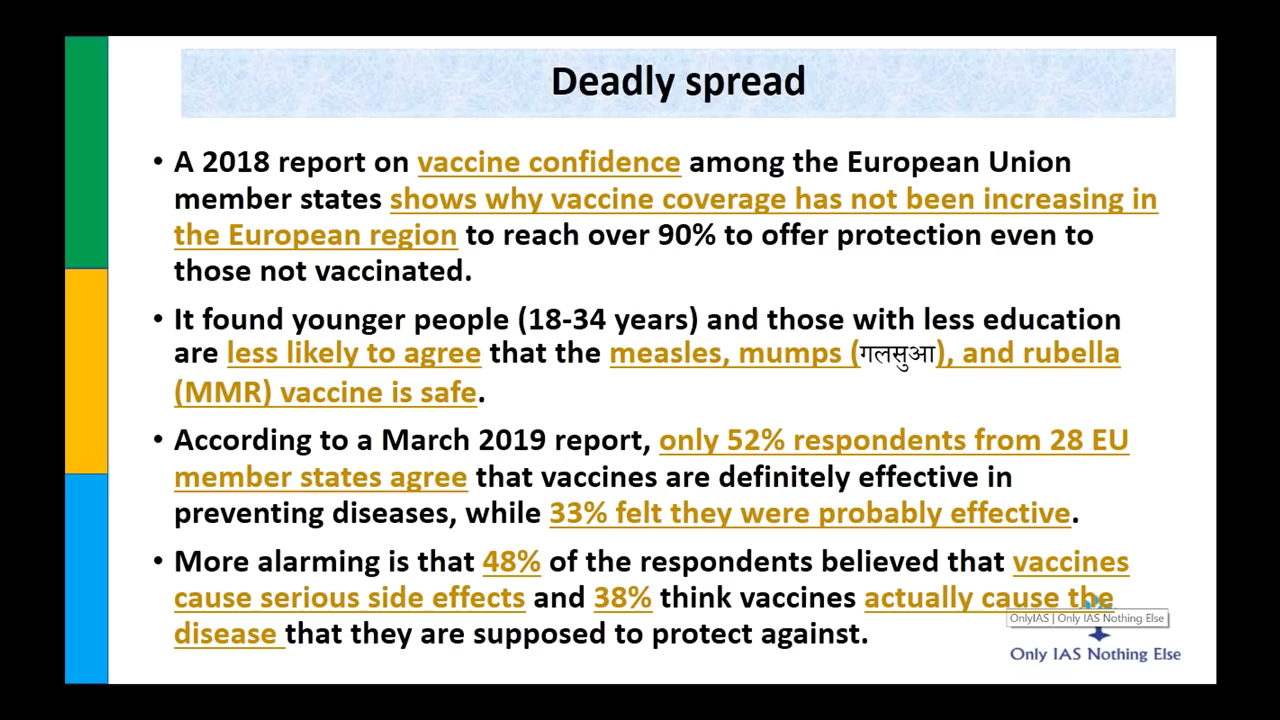 Deadly spread
• A 2018 report on vaccine confidence among the European Union
member states shows why vaccine coverage has not been increasing in
the European region to reach over 90% to offer protection even to
those not vaccinated.
• It found younger people (18-34 years) and those with less education
are less likely to agree that the measles, mumps (गलसुआ), and rubella
(MMR) vaccine is safe.
• According to a March 2019 report, only 52% respondents from 28 EU
member states agree that vaccines are definitely effective in
preventing diseases, while 33% felt they were probably effective.
• More alarming is that 48% of the respondents believed that vaccines
cause serious side effects and 38% think vaccines actually cause the
disease that they are supposed to protect against.
OnlyIAS | Only IAS Nothing Else
Only IAS Nothing Else